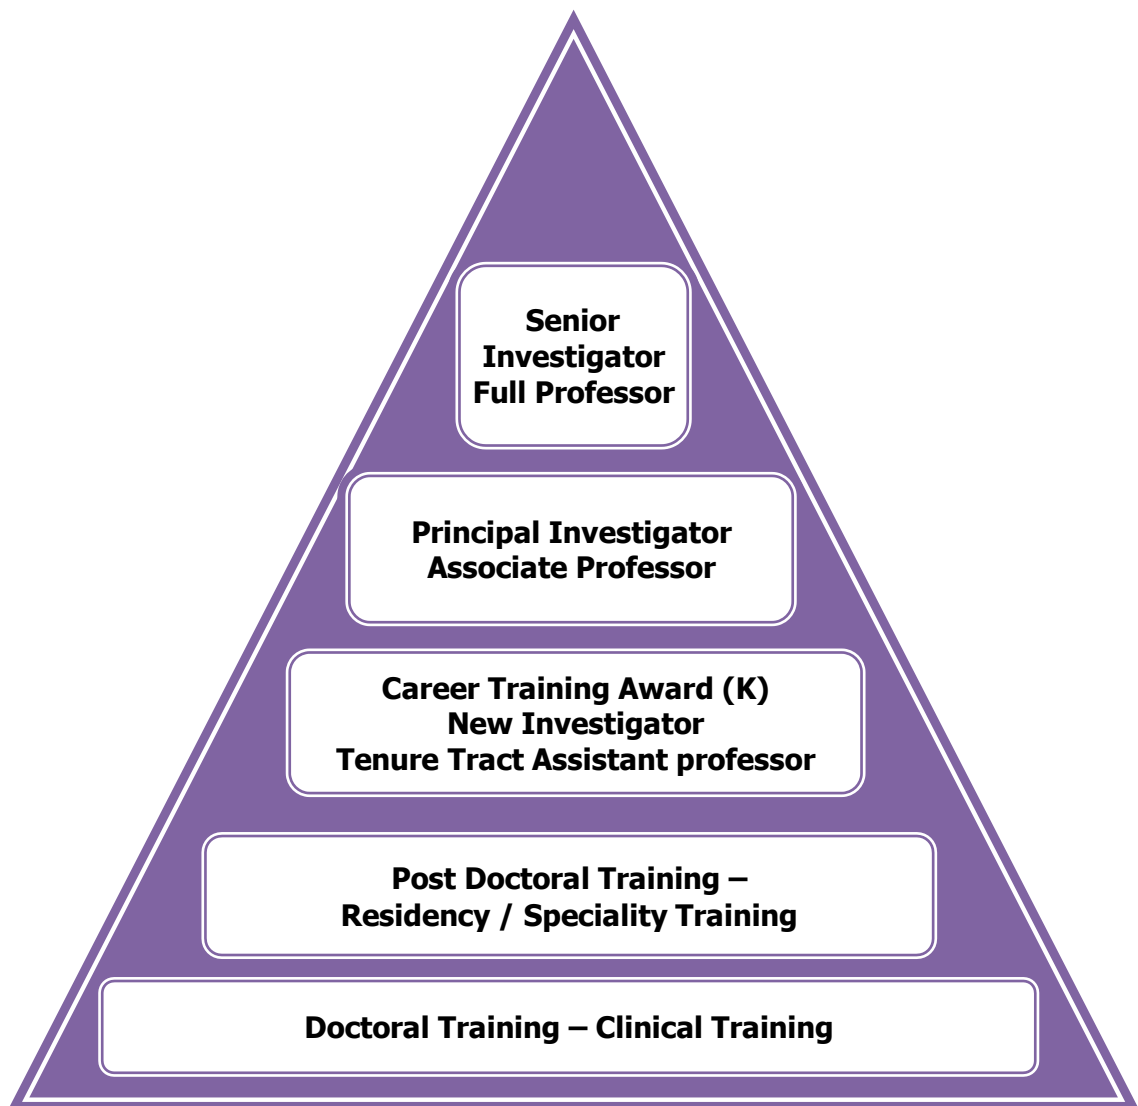 Senior
Investigator
Full Professor
Principal Investigator
Associate Professor
Career Training Award (K)
New Investigator
Tenure Tract Assistant professor
Post Doctoral Training –
Residency / Speciality Training
Doctoral Training – Clinical Training